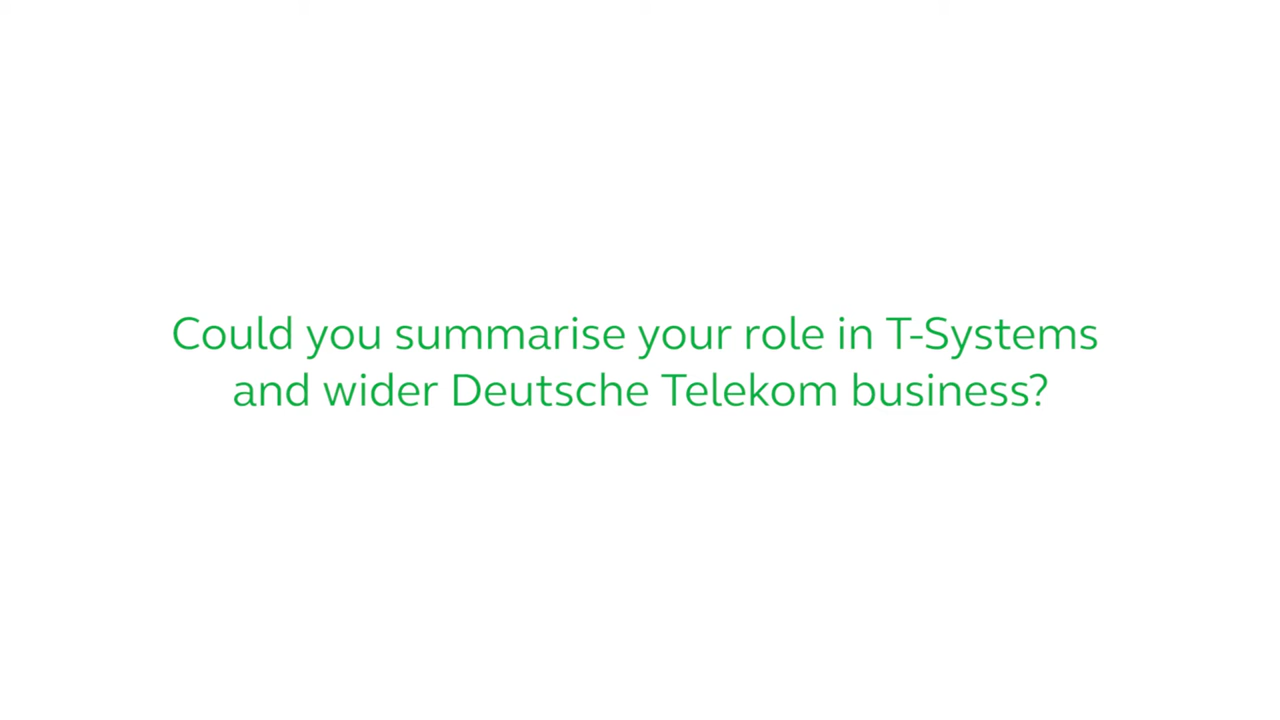 Could you summarise your role in T-Systems
and wider Deutsche Telekom business?